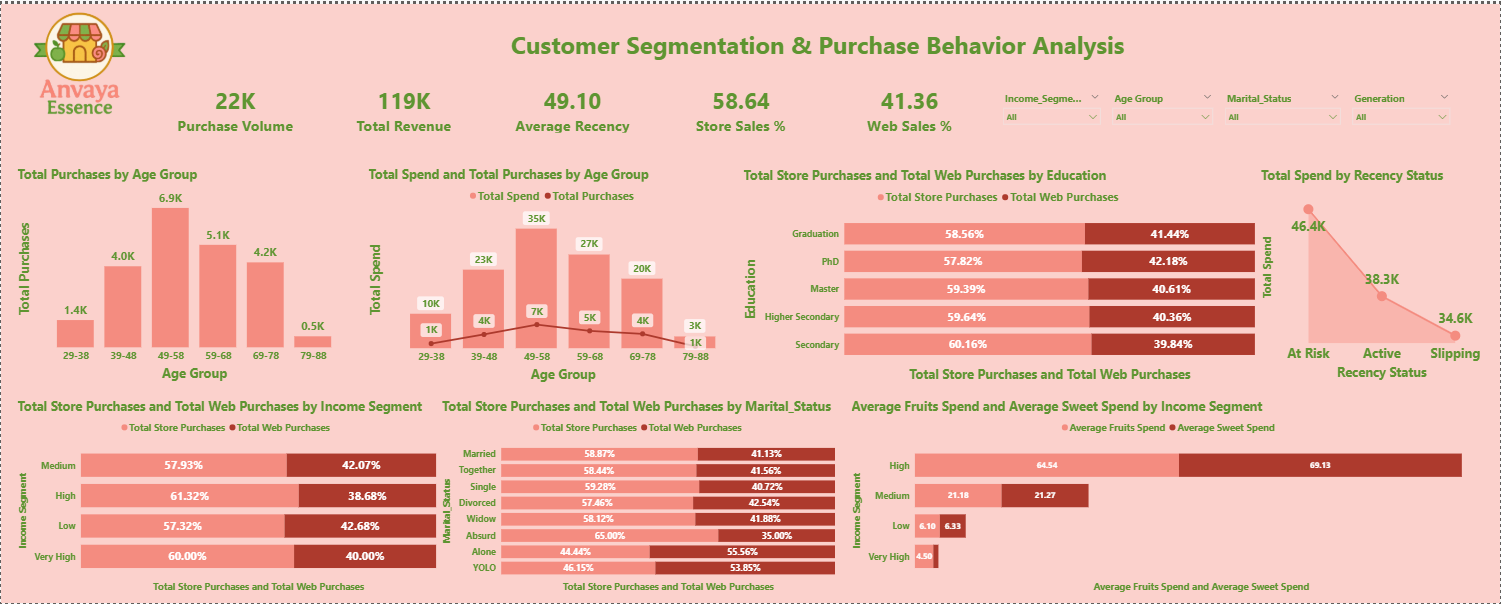 Anvaya
Essence
Customer Segmentation & Purchase Behavior Analysis
22K
Purchase Volume
119K
Total Revenue
49.10
Average Recency
58.64
Store Sales %
41.36
Web Sales %
Income_Segme...
All
Age Group
All
Marital_Status
All
Generation
All
Total Purchases by Age Group
Total Purchases
1.4K
4.0K
6.9K
5.1K
4.2K
0.5K
29-38
39-48
49-58
59-68
69-78
79-88
Age Group
Total Spend and Total Purchases by Age Group
Total Spend
Total Purchases
Total Spend
10K
23K
35K
27K
20K
3K
1K
4K
7K
5K
4K
1K
29-38
39-48
49-58
59-68
69-78
79-88
Age Group
Total Store Purchases and Total Web Purchases by Education
Total Store Purchases
Total Web Purchases
Education
Graduation 58.56% 41.44%
PhD 57.82% 42.18%
Master 59.39% 40.61%
Higher Secondary 59.64% 40.36%
Secondary 60.16% 39.84%
Total Store Purchases and Total Web Purchases
Total Spend by Recency Status
Total Spend
46.4K
38.3K
34.6K
At Risk
Active
Slipping
Recency Status
Total Store Purchases and Total Web Purchases by Income Segment
Total Store Purchases
Total Web Purchases
Income Segment
Medium 57.93% 42.07%
High 61.32% 38.68%
Low 57.32% 42.68%
Very High 60.00% 40.00%
Total Store Purchases and Total Web Purchases
Total Store Purchases and Total Web Purchases by Marital_Status
Total Store Purchases
Total Web Purchases
Marital_Status
Married 58.87% 41.13%
Together 58.44% 41.56%
Single 59.28% 40.72%
Divorced 57.46% 42.54%
Widow 58.12% 41.88%
Absurd 65.00% 35.00%
Alone 44.44% 55.56%
YOLO 46.15% 53.85%
Total Store Purchases and Total Web Purchases
Average Fruits Spend and Average Sweet Spend by Income Segment
Average Fruits Spend
Average Sweet Spend
Income Segment
High 64.54 69.13
Medium 21.18 21.27
Low 6.10 6.33
Very High 4.50
Average Fruits Spend and Average Sweet Spend